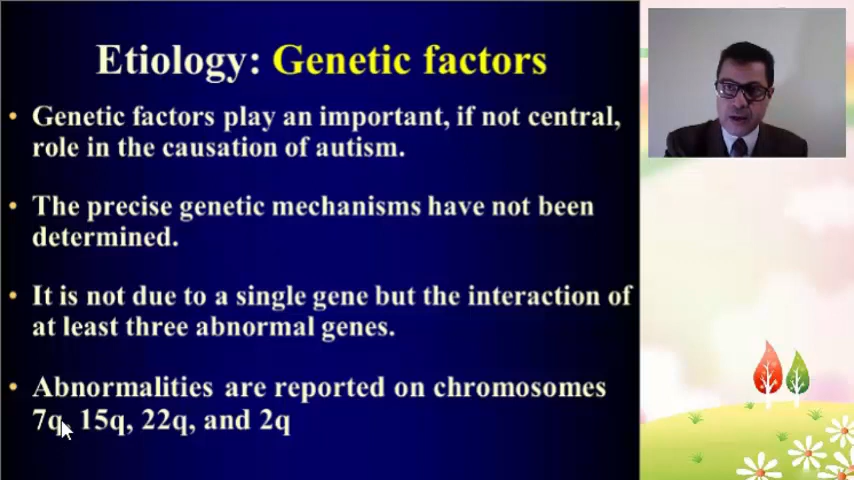 Etiology: Genetic factors
• Genetic factors play an important, if not central,
role in the causation of autism.
• The precise genetic mechanisms have not been
determined.
• It is not due to a single gene but the interaction of
at least three abnormal genes.
• Abnormalities are reported on chromosomes
7q, 15q, 22q, and 2q